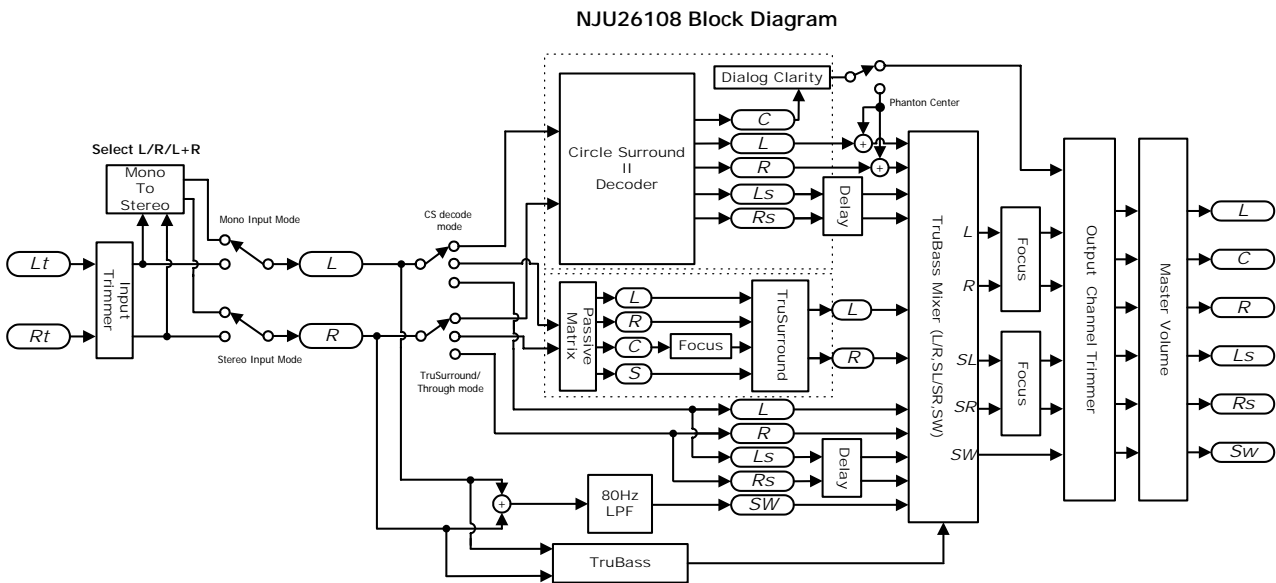 NJU26108 Block Diagram
Select L/R/L+R
Mono
To
Stereo
Lt
Rt
Input
Trimmer
Mono Input Mode
Stereo Input Mode
L
R
CS decode
mode
TruSurround/
Through mode
Circle Surround
II
Decoder
Dialog Clarity
C
L
R
Ls
Rs
Delay
Phanton Center
Passive
Matrix
L
R
C
S
Focus
TruSurround
L
R
L
R
Ls
Rs
SW
Delay
+
+
+
80Hz
LPF
TruBass
TruBass Mixer (L/R,SL/SR,SW)
L
R
SL
SR
SW
Focus
Focus
Output Channel Trimmer
Master Volume
L
C
R
Ls
Rs
Sw